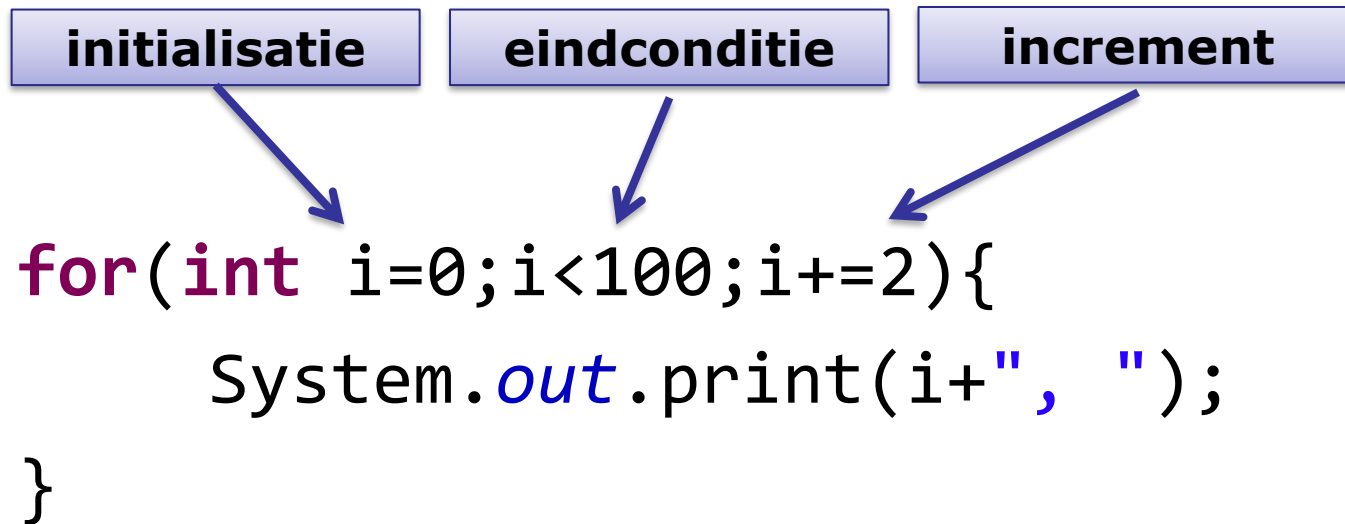 initialisatie eindconditie increment
for(int i=0;i<100;i+=2){
System.out.print(i+", ");
}